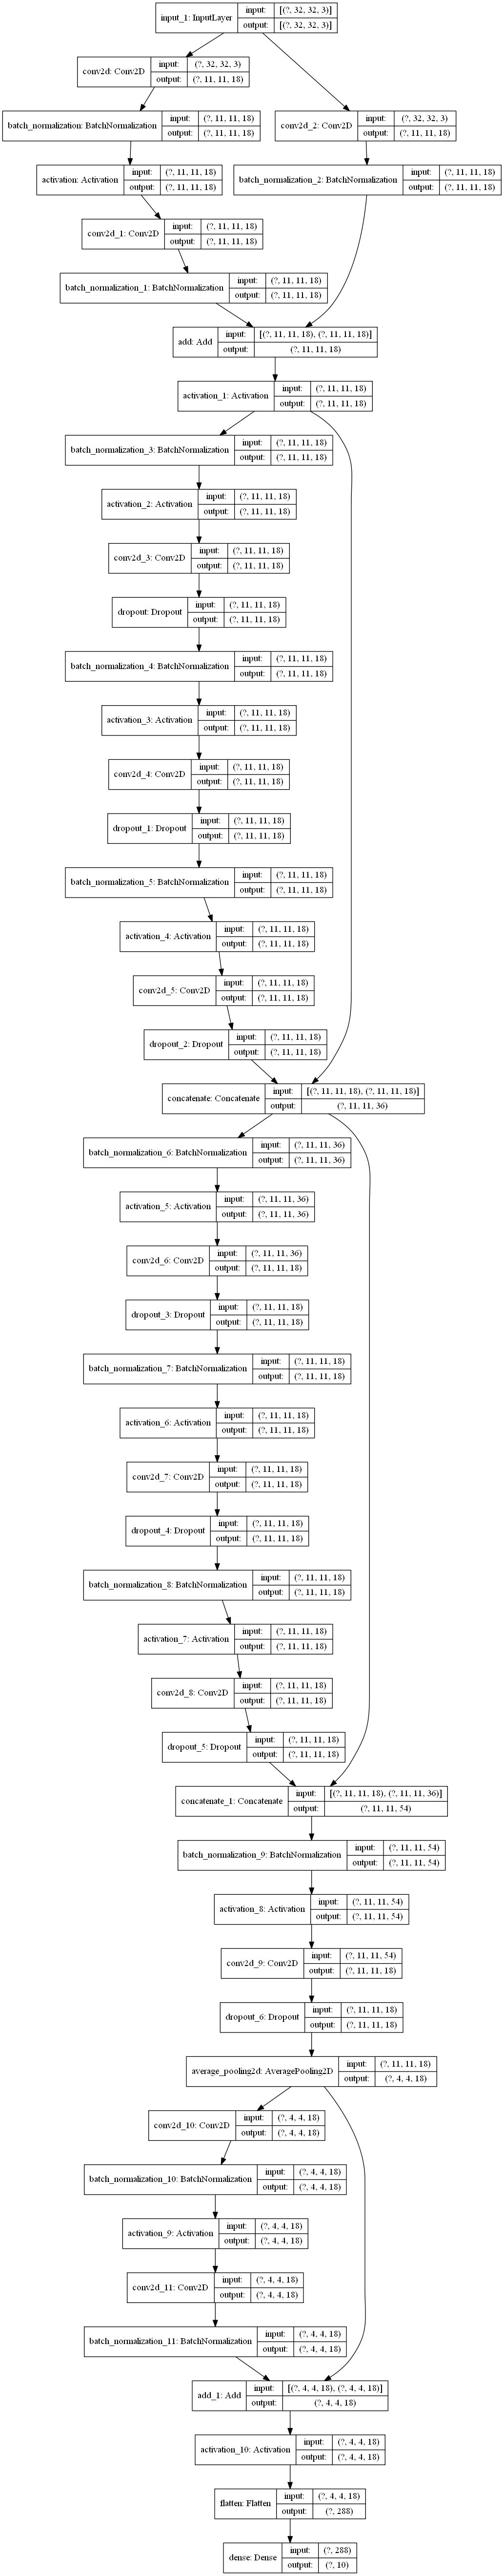 input_1: InputLayer
input: [(?, 32, 32, 3)]
output: [(?, 32, 32, 3)]
conv2d: Conv2D
input: (?, 32, 32, 3)
output: (?, 11, 11, 18)
batch_normalization: BatchNormalization
input: (?, 11, 11, 18)
output: (?, 11, 11, 18)
conv2d_2: Conv2D
input: (?, 32, 32, 3)
output: (?, 11, 11, 18)
activation: Activation
input: (?, 11, 11, 18)
output: (?, 11, 11, 18)
batch_normalization_2: BatchNormalization
input: (?, 11, 11, 18)
output: (?, 11, 11, 18)
conv2d_1: Conv2D
input: (?, 11, 11, 18)
output: (?, 11, 11, 18)
batch_normalization_1: BatchNormalization
input: (?, 11, 11, 18)
output: (?, 11, 11, 18)
add: Add
input: [(?, 11, 11, 18), (?, 11, 11, 18)]
output: (?, 11, 11, 18)
activation_1: Activation
input: (?, 11, 11, 18)
output: (?, 11, 11, 18)
batch_normalization_3: BatchNormalization
input: (?, 11, 11, 18)
output: (?, 11, 11, 18)
activation_2: Activation
input: (?, 11, 11, 18)
output: (?, 11, 11, 18)
conv2d_3: Conv2D
input: (?, 11, 11, 18)
output: (?, 11, 11, 18)
dropout: Dropout
input: (?, 11, 11, 18)
output: (?, 11, 11, 18)
batch_normalization_4: BatchNormalization
input: (?, 11, 11, 18)
output: (?, 11, 11, 18)
activation_3: Activation
input: (?, 11, 11, 18)
output: (?, 11, 11, 18)
conv2d_4: Conv2D
input: (?, 11, 11, 18)
output: (?, 11, 11, 18)
dropout_1: Dropout
input: (?, 11, 11, 18)
output: (?, 11, 11, 18)
batch_normalization_5: BatchNormalization
input: (?, 11, 11, 18)
output: (?, 11, 11, 18)
activation_4: Activation
input: (?, 11, 11, 18)
output: (?, 11, 11, 18)
conv2d_5: Conv2D
input: (?, 11, 11, 18)
output: (?, 11, 11, 18)
dropout_2: Dropout
input: (?, 11, 11, 18)
output: (?, 11, 11, 18)
concatenate: Concatenate
input: [(?, 11, 11, 18), (?, 11, 11, 18)]
output: (?, 11, 11, 36)
batch_normalization_6: BatchNormalization
input: (?, 11, 11, 36)
output: (?, 11, 11, 36)
activation_5: Activation
input: (?, 11, 11, 36)
output: (?, 11, 11, 36)
conv2d_6: Conv2D
input: (?, 11, 11, 36)
output: (?, 11, 11, 18)
dropout_3: Dropout
input: (?, 11, 11, 18)
output: (?, 11, 11, 18)
batch_normalization_7: BatchNormalization
input: (?, 11, 11, 18)
output: (?, 11, 11, 18)
activation_6: Activation
input: (?, 11, 11, 18)
output: (?, 11, 11, 18)
conv2d_7: Conv2D
input: (?, 11, 11, 18)
output: (?, 11, 11, 18)
dropout_4: Dropout
input: (?, 11, 11, 18)
output: (?, 11, 11, 18)
batch_normalization_8: BatchNormalization
input: (?, 11, 11, 18)
output: (?, 11, 11, 18)
activation_7: Activation
input: (?, 11, 11, 18)
output: (?, 11, 11, 18)
conv2d_8: Conv2D
input: (?, 11, 11, 18)
output: (?, 11, 11, 18)
dropout_5: Dropout
input: (?, 11, 11, 18)
output: (?, 11, 11, 18)
concatenate_1: Concatenate
input: [(?, 11, 11, 18), (?, 11, 11, 36)]
output: (?, 11, 11, 54)
batch_normalization_9: BatchNormalization
input: (?, 11, 11, 54)
output: (?, 11, 11, 54)
activation_8: Activation
input: (?, 11, 11, 54)
output: (?, 11, 11, 54)
conv2d_9: Conv2D
input: (?, 11, 11, 54)
output: (?, 11, 11, 18)
dropout_6: Dropout
input: (?, 11, 11, 18)
output: (?, 11, 11, 18)
average_pooling2d: AveragePooling2D
input: (?, 11, 11, 18)
output: (?, 4, 4, 18)
conv2d_10: Conv2D
input: (?, 4, 4, 18)
output: (?, 4, 4, 18)
batch_normalization_10: BatchNormalization
input: (?, 4, 4, 18)
output: (?, 4, 4, 18)
activation_9: Activation
input: (?, 4, 4, 18)
output: (?, 4, 4, 18)
conv2d_11: Conv2D
input: (?, 4, 4, 18)
output: (?, 4, 4, 18)
batch_normalization_11: BatchNormalization
input: (?, 4, 4, 18)
output: (?, 4, 4, 18)
add_1: Add
input: [(?, 4, 4, 18), (?, 4, 4, 18)]
output: (?, 4, 4, 18)
activation_10: Activation
input: (?, 4, 4, 18)
output: (?, 4, 4, 18)
flatten: Flatten
input: (?, 4, 4, 18)
output: (?, 288)
dense: Dense
input: (?, 288)
output: (?, 10)